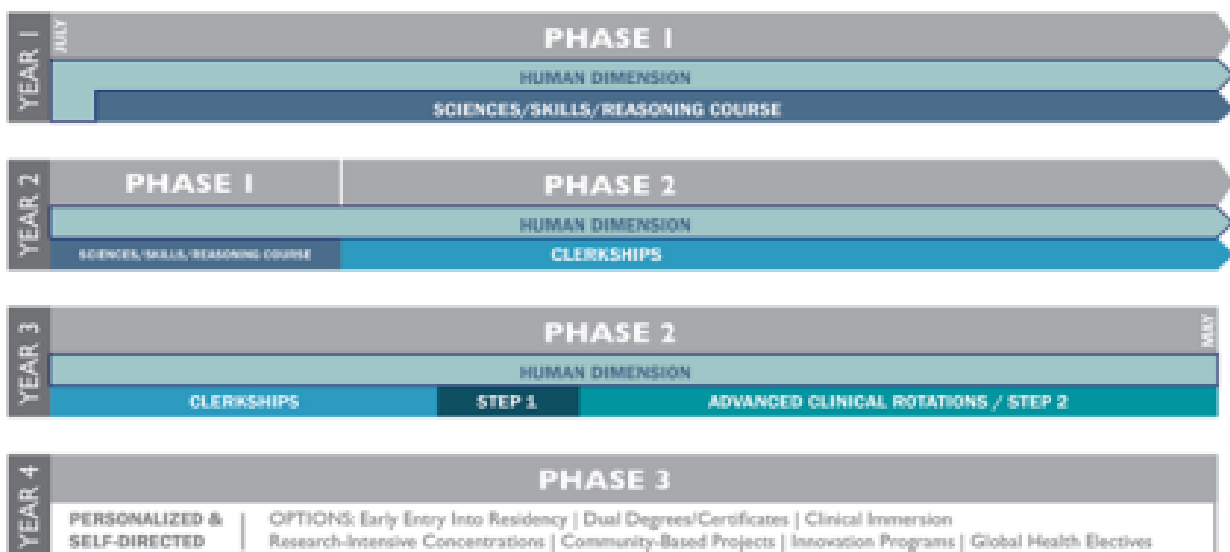 YEAR 1
JULY
PHASE 1
HUMAN DIMENSION
SCIENCES/SKILLS/REASONING COURSE
YEAR 2
PHASE 1
PHASE 2
HUMAN DIMENSION
SCIENCES/SKILLS/REASONING COURSE
CLERKSHIPS
YEAR 3
PHASE 2
MAY
HUMAN DIMENSION
CLERKSHIPS
STEP 1
ADVANCED CLINICAL ROTATIONS / STEP 2
YEAR 4
PHASE 3
PERSONALIZED &
SELF-DIRECTED
OPTIONS: Early Entry Into Residency | Dual Degrees/Certificates | Clinical Immersion
Research-Intensive Concentrations | Community-Based Projects | Innovation Programs | Global Health Electives